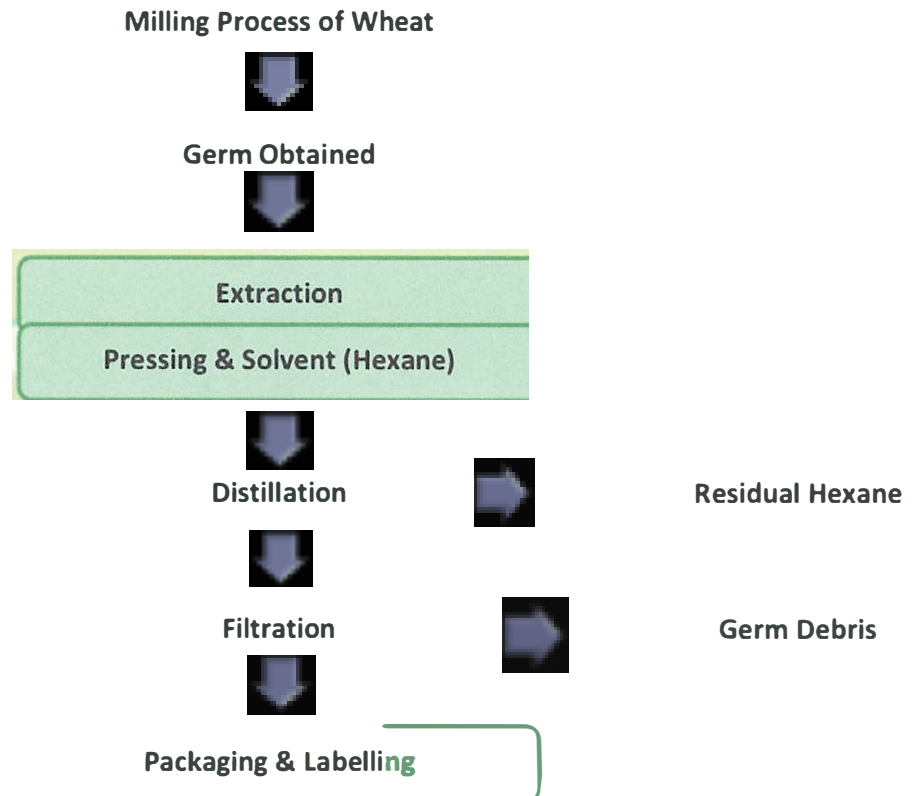 Milling Process of Wheat
Germ Obtained
Extraction
Pressing & Solvent (Hexane)
Distillation
Residual Hexane
Filtration
Germ Debris
Packaging & Labelling